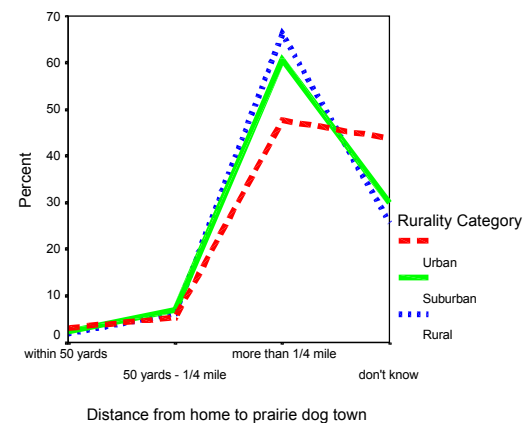 70
60
50
40
30
20
10
0
Percent
within 50 yards
50 yards - 1/4 mile
more than 1/4 mile
don't know
Distance from home to prairie dog town
Rurality Category
Urban
Suburban
Rural